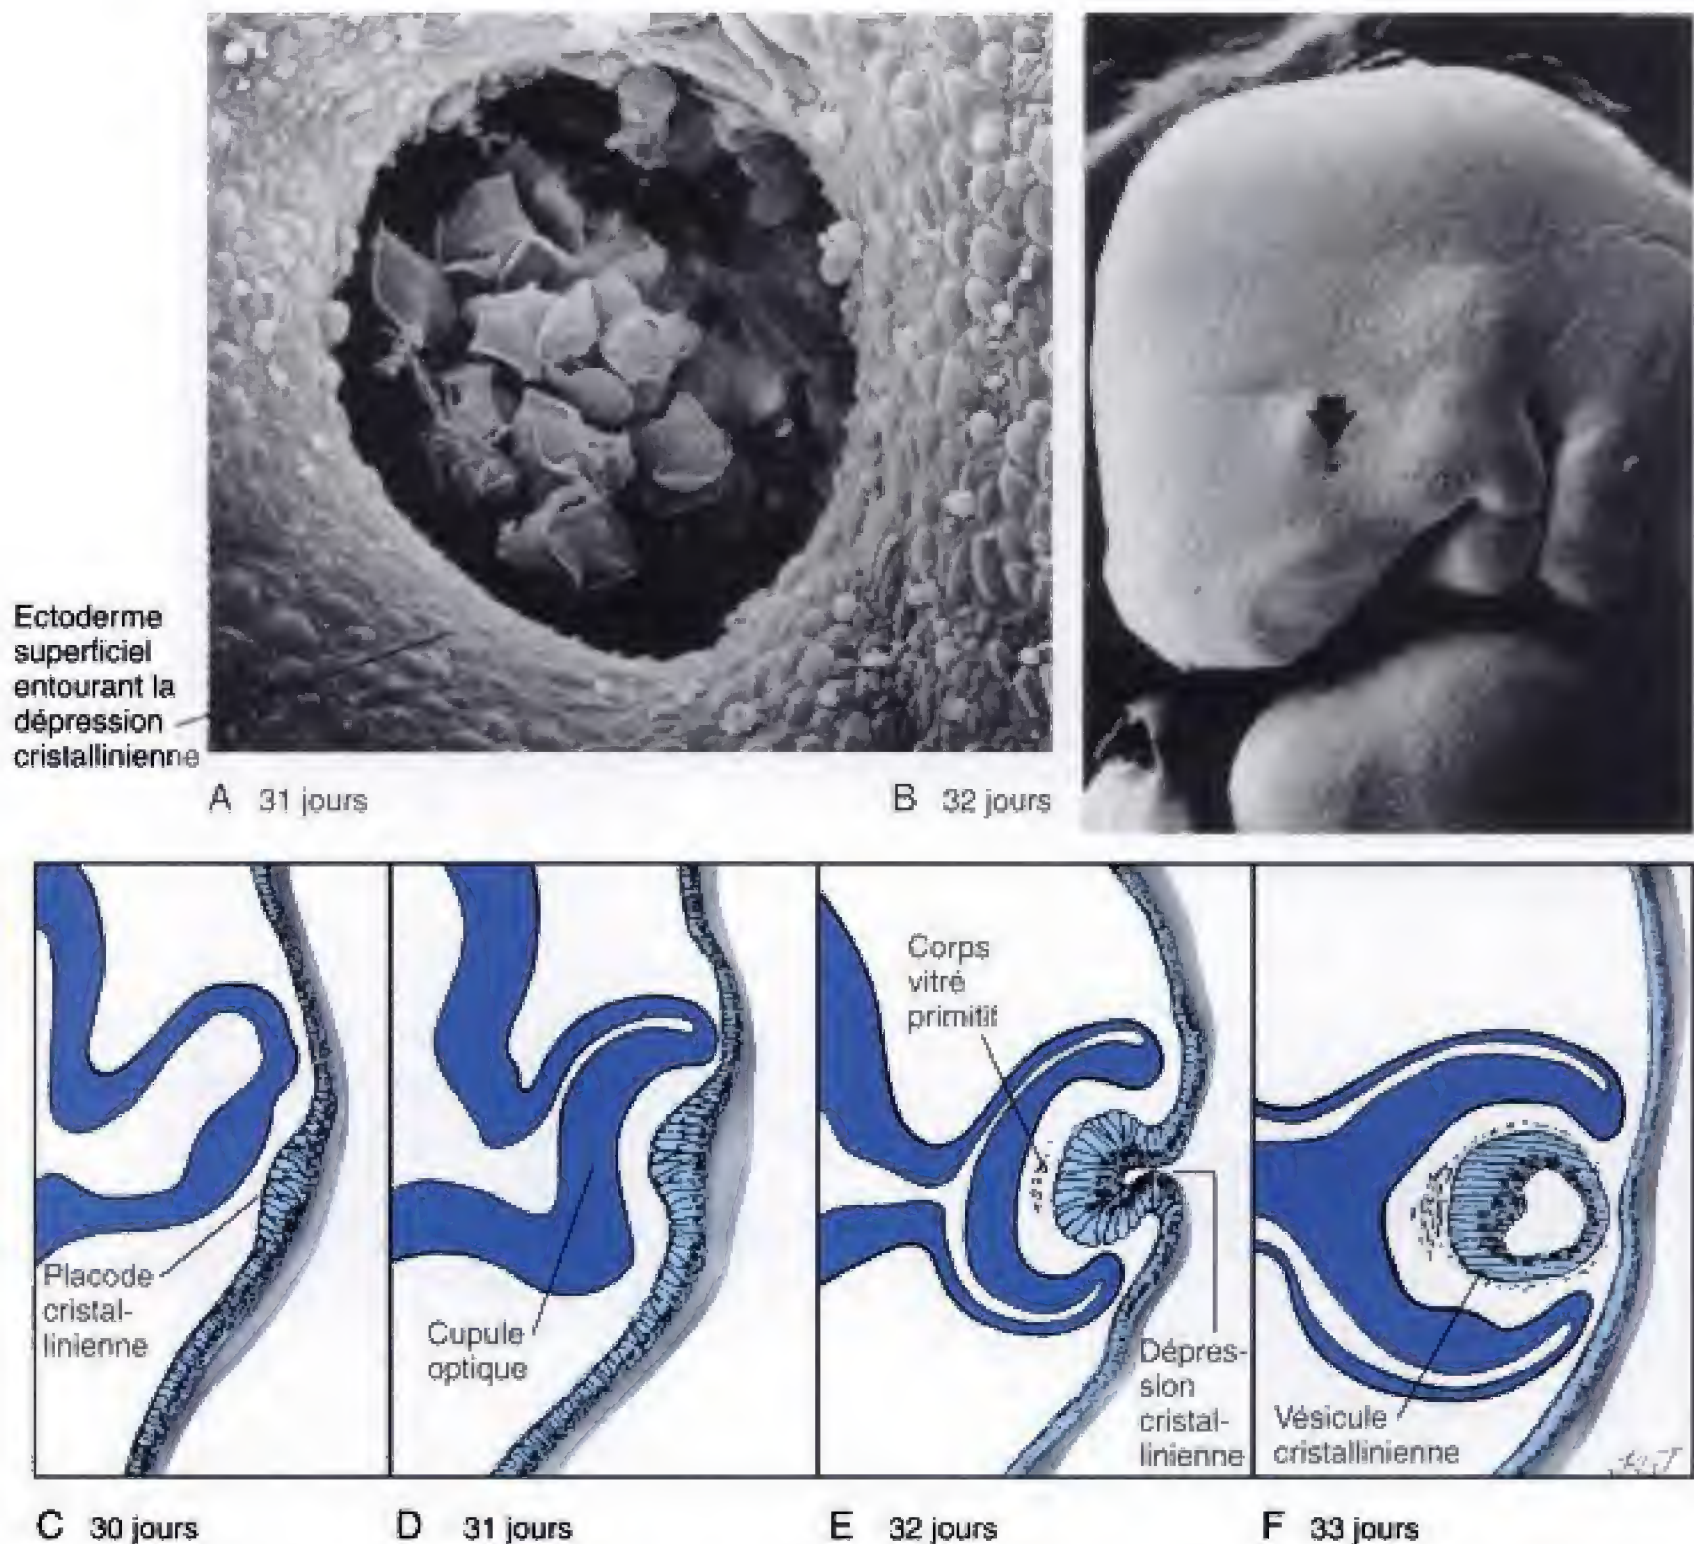 Ectoderme
superficiel
entourant la
dépression
cristallinienne
A 31 jours
B 32 jours
Placode
cristal-
linienne
Cupule
optique
Corps
vitré
primitif
Dépres-
sion
cristal-
linienne
Vésicule
cristallinienne
C 30 jours
D 31 jours
E 32 jours
F 33 jours